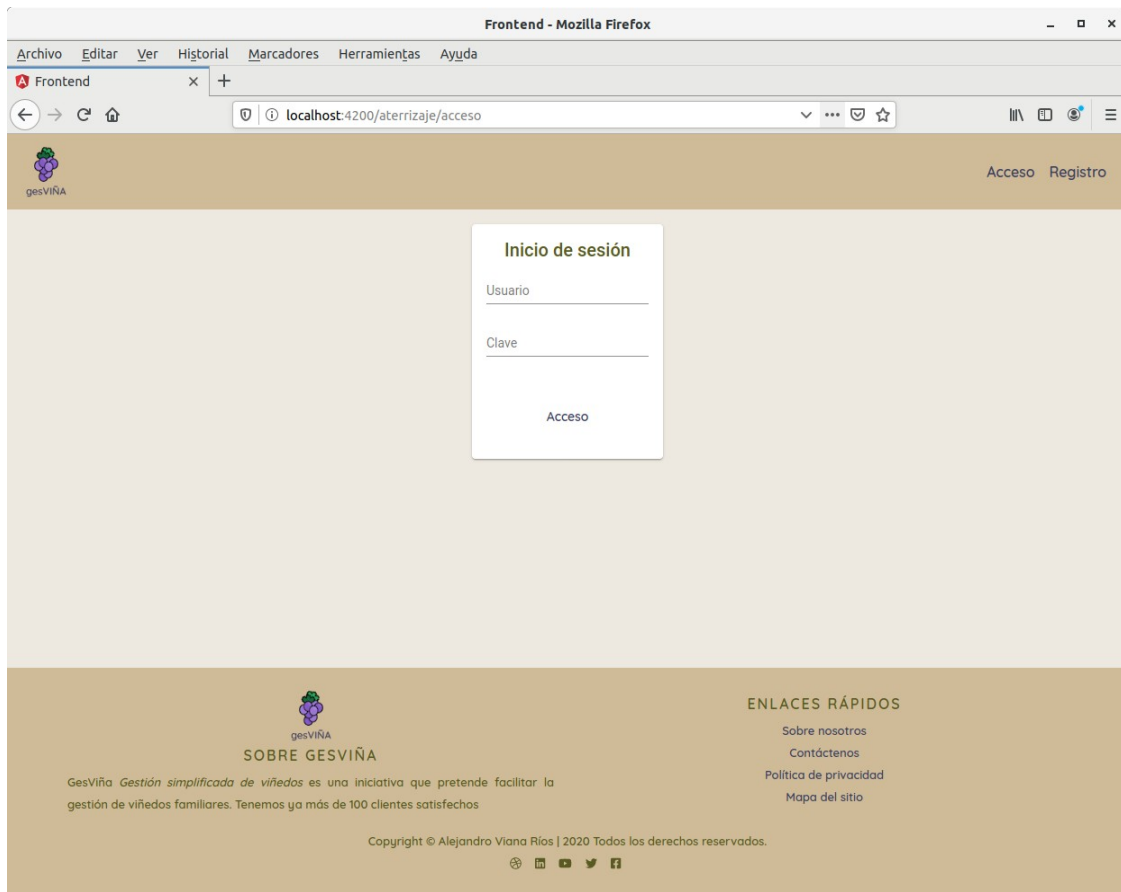 Frontend - Mozilla Firefox
Archivo Editar Ver Historial Marcadores Herramientas Ayuda
Frontend
localhost:4200/aterrizaje/acceso
gesVIÑA
Acceso Registro
Inicio de sesión
Usuario
Clave
Acceso
gesVIÑA
SOBRE GESVIÑA
GesViña Gestión simplificada de viñedos es una iniciativa que pretende facilitar la
gestión de viñedos familiares. Tenemos ya más de 100 clientes satisfechos
ENLACES RÁPIDOS
Sobre nosotros
Contáctenos
Política de privacidad
Mapa del sitio
Copyright © Alejandro Viana Ríos | 2020 Todos los derechos reservados.